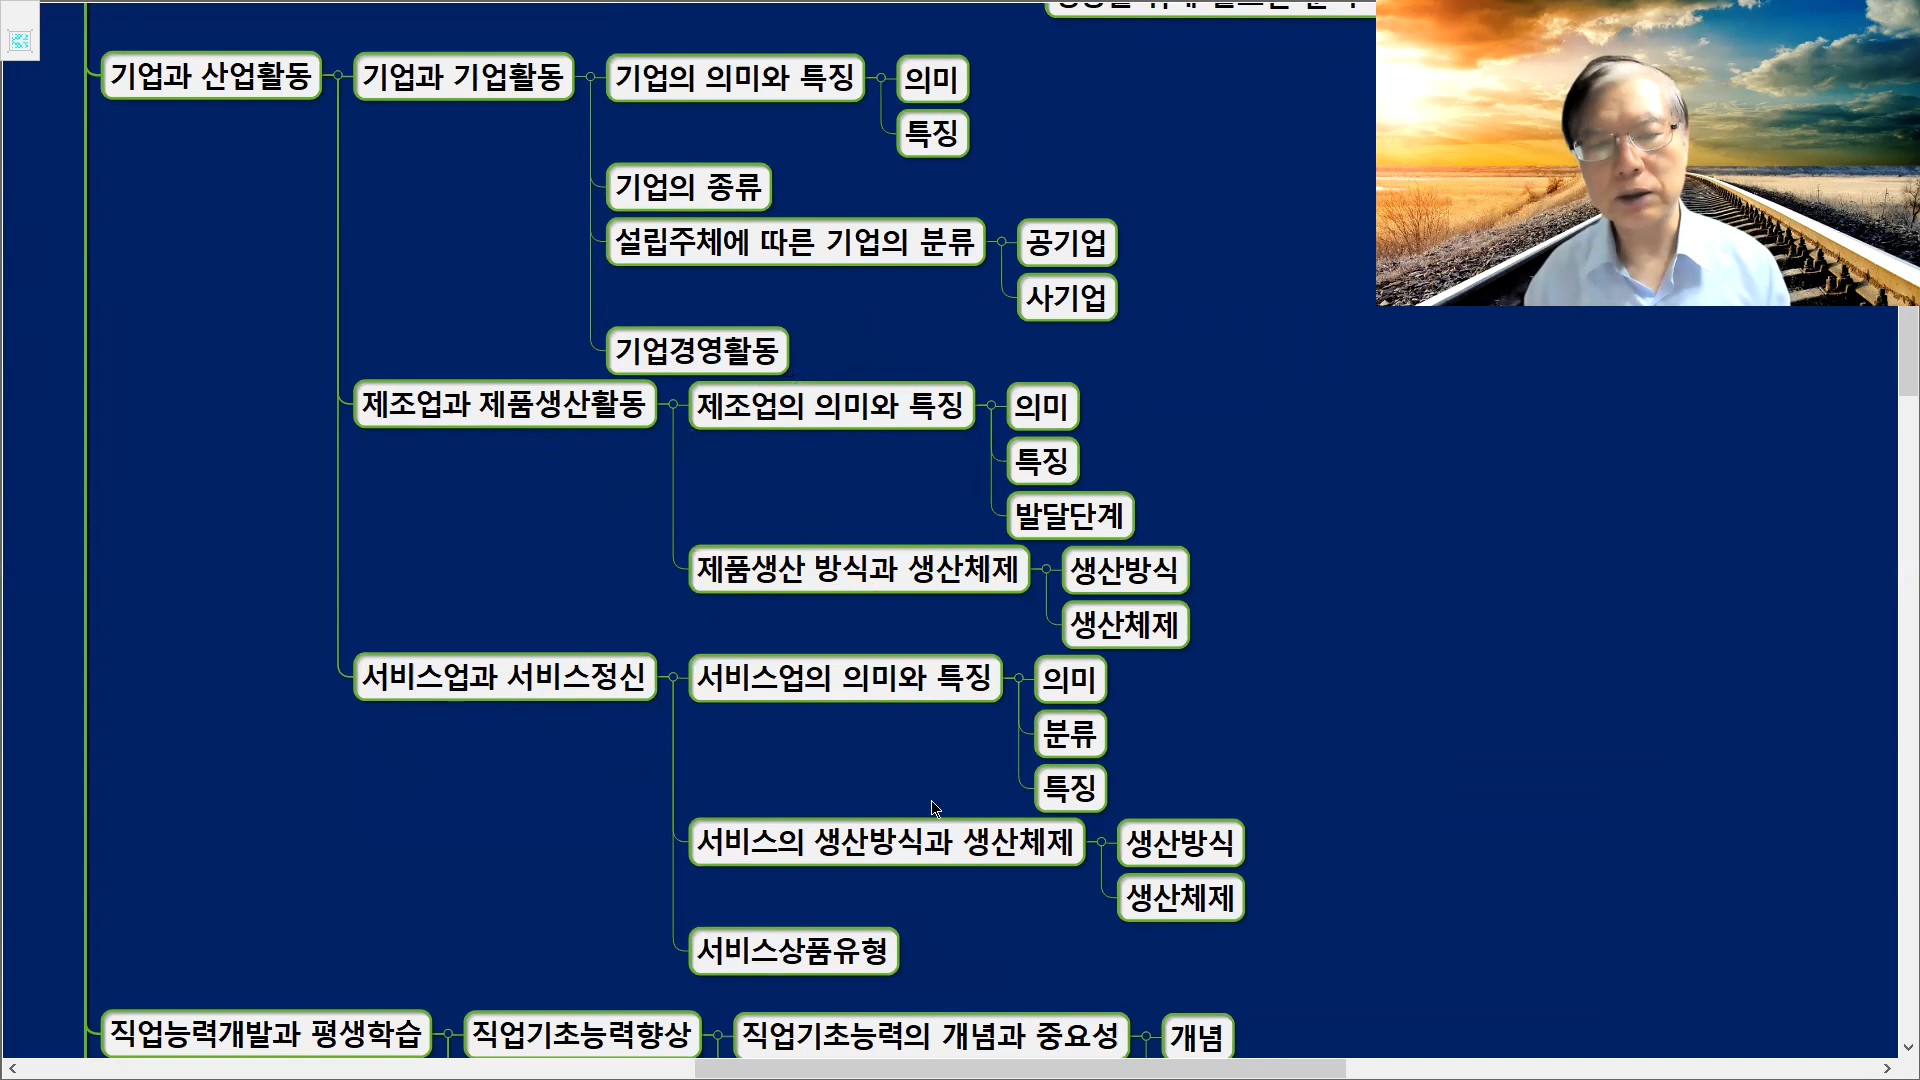 기업과 산업활동
기업과 기업활동
기업의 의미와 특징
의미
특징
기업의 종류
설립주체에 따른 기업의 분류
공기업
사기업
기업경영활동
제조업과 제품생산활동
제조업의 의미와 특징
의미
특징
발달단계
제품생산 방식과 생산체제
생산방식
생산체제
서비스업과 서비스정신
서비스업의 의미와 특징
의미
분류
특징
서비스의 생산방식과 생산체제
생산방식
생산체제
서비스상품유형
직업능력개발과 평생학습
직업기초능력향상
직업기초능력의 개념과 중요성
개념